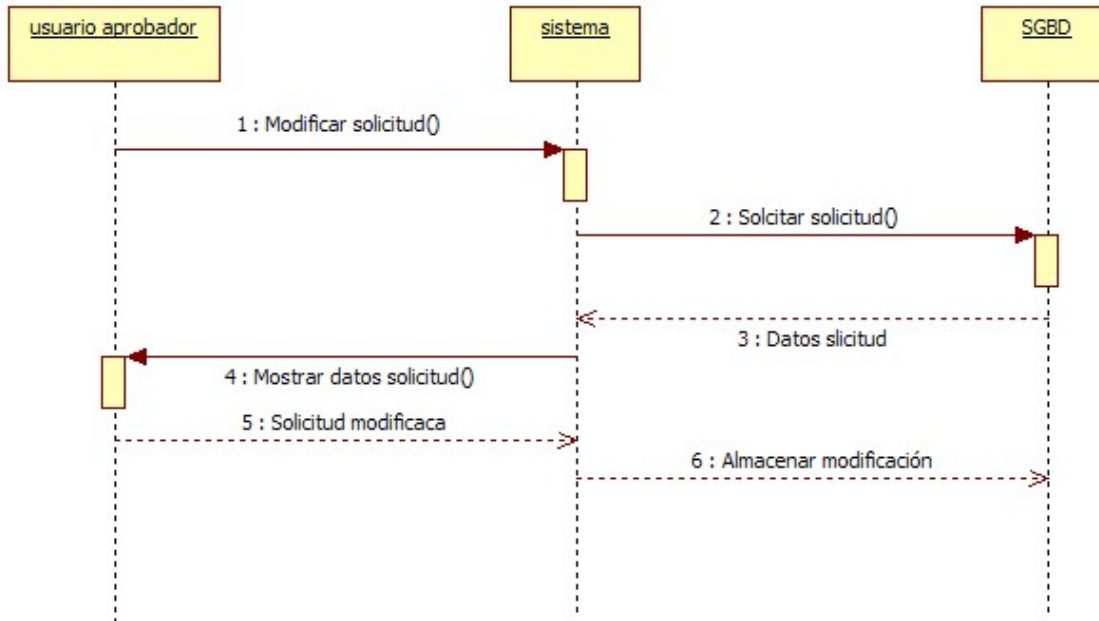 usuario aprobador
sistema
SGBD
1 : Modificar solicitud()
2 : Solcitar solicitud()
3 : Datos slicitud
4 : Mostrar datos solicitud()
5 : Solicitud modificaca
6 : Almacenar modificación